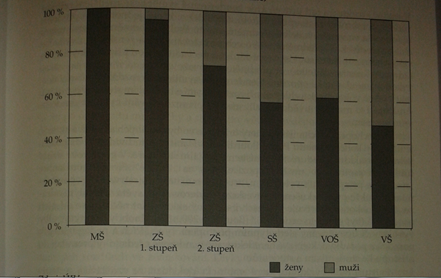 100 %
80 %
60 %
40 %
20 %
0 %
MŠ ZŠ ZŠ SŠ VOŠ VŠ
1. stupeň 2. stupeň
ženy muži